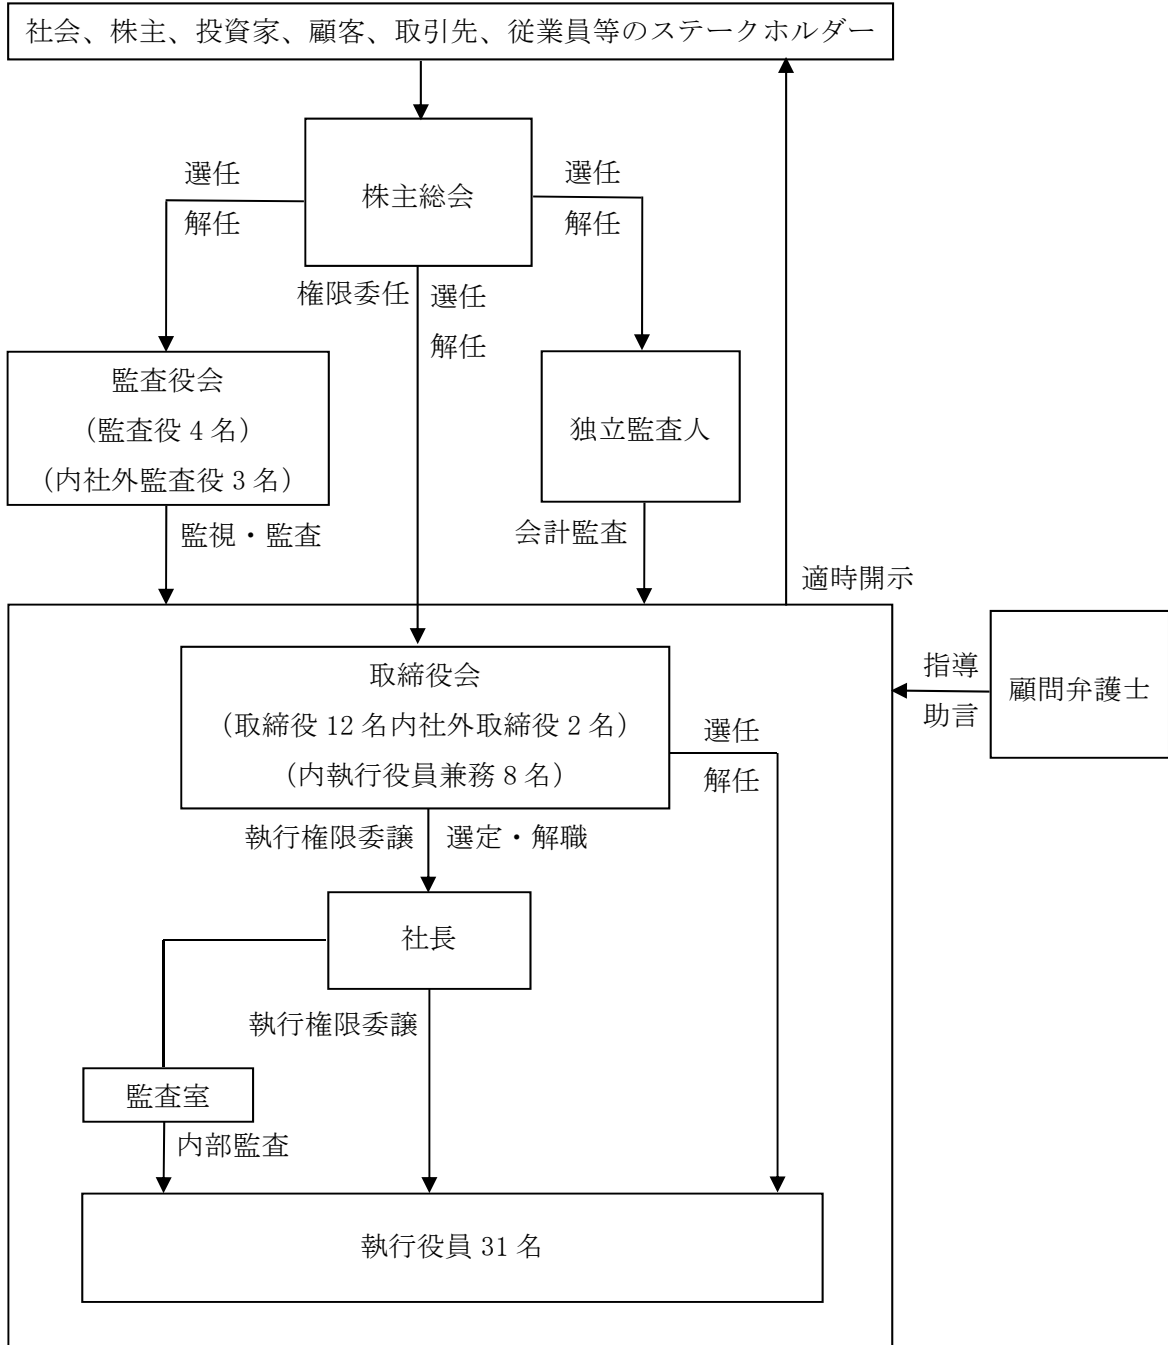 社会、株主、投資家、顧客、取引先、従業員等のステークホルダー
株主総会
選任
解任
選任
解任
権限委任
選任
解任
監査役会
（監査役 4 名）
（内社外監査役 3 名）
独立監査人
監視・監査
会計監査
適時開示
取締役会
（取締役 12 名内社外取締役 2 名）
（内執行役員兼務 8 名）
指導
助言
顧問弁護士
選任
解任
執行権限委譲
選定・解職
社長
執行権限委譲
監査室
内部監査
執行役員 31 名